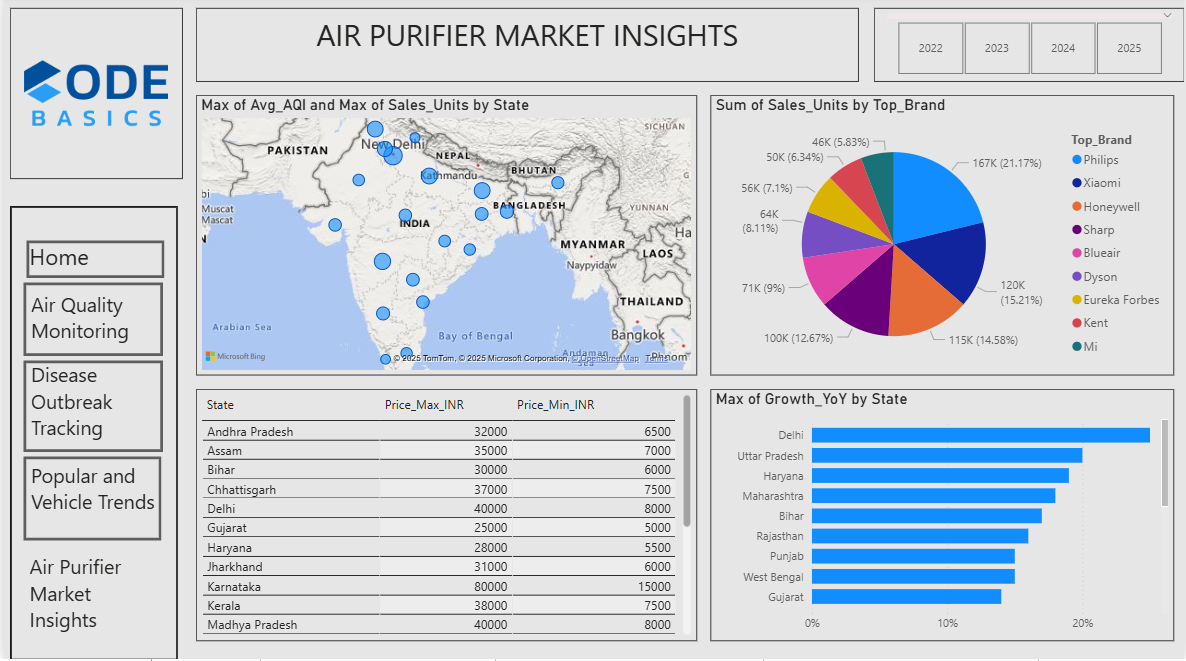 CODE
BASICS
AIR PURIFIER MARKET INSIGHTS
2022
2023
2024
2025
Home
Air Quality
Monitoring
Disease
Outbreak
Tracking
Popular and
Vehicle Trends
Air Purifier
Market
Insights
Max of Avg_AQI and Max of Sales_Units by State
SICHUAN
PAKISTAN
New Delhi
NEPAL
Kathmandu
BHUTAN
Muscat
Mascat
BANGLADESH
YUNNAN
INDIA
Ha
MYANMAR
LAOS
Naypyidaw
THAILAND
Arabian Sea
Bay of Bengal
Bangkok
Andaman
Sea
Phnom
Microsoft Bing
© 2025 TomTom, © 2025 Microsoft Corporation, © OpenStreetMap Terms
Sum of Sales_Units by Top_Brand
46K (5.83%)
50K (6.34%)
56K (7.1%)
64K
(8.11%)
71K (9%)
100K (12.67%)
115K (14.58%)
120K
(15.21%)
167K (21.17%)
Top_Brand
Philips
Xiaomi
Honeywell
Sharp
Blueair
Dyson
Eureka Forbes
Kent
Mi
State Price_Max_INR Price_Min_INR
Andhra Pradesh 32000 6500
Assam 35000 7000
Bihar 30000 6000
Chhattisgarh 37000 7500
Delhi 40000 8000
Gujarat 25000 5000
Haryana 28000 5500
Jharkhand 31000 6000
Karnataka 80000 15000
Kerala 38000 7500
Madhya Pradesh 40000 8000
Max of Growth_YoY by State
Delhi
Uttar Pradesh
Haryana
Maharashtra
Bihar
Rajasthan
Punjab
West Bengal
Gujarat
0% 10% 20%